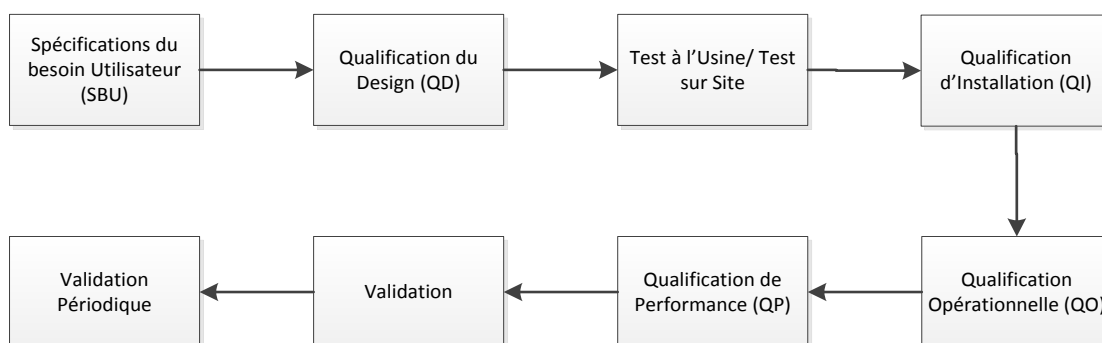 Spécifications du
besoin Utilisateur
(SBU)
Qualification du
Design (QD)
Test à l’Usine/ Test
sur Site
Qualification
d’Installation (QI)
Qualification
Opérationnelle (QO)
Qualification de
Performance (QP)
Validation
Validation
Périodique